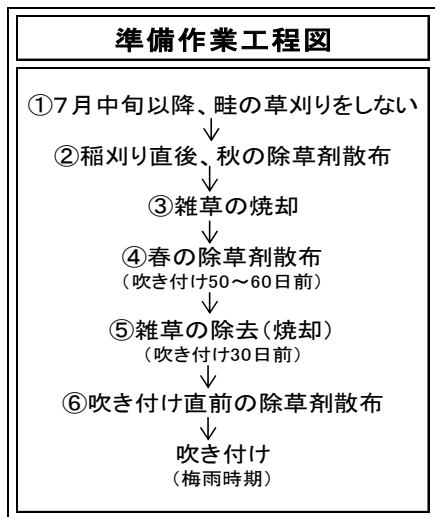 準備作業工程図
①7月中旬以降、畦の草刈りをしない
↓
②稲刈り直後、秋の除草剤散布
↓
③雑草の焼却
↓
④春の除草剤散布
(吹き付け50～60日前)
↓
⑤雑草の除去(焼却)
(吹き付け30日前)
↓
⑥吹き付け直前の除草剤散布
↓
吹き付け
(梅雨時期)